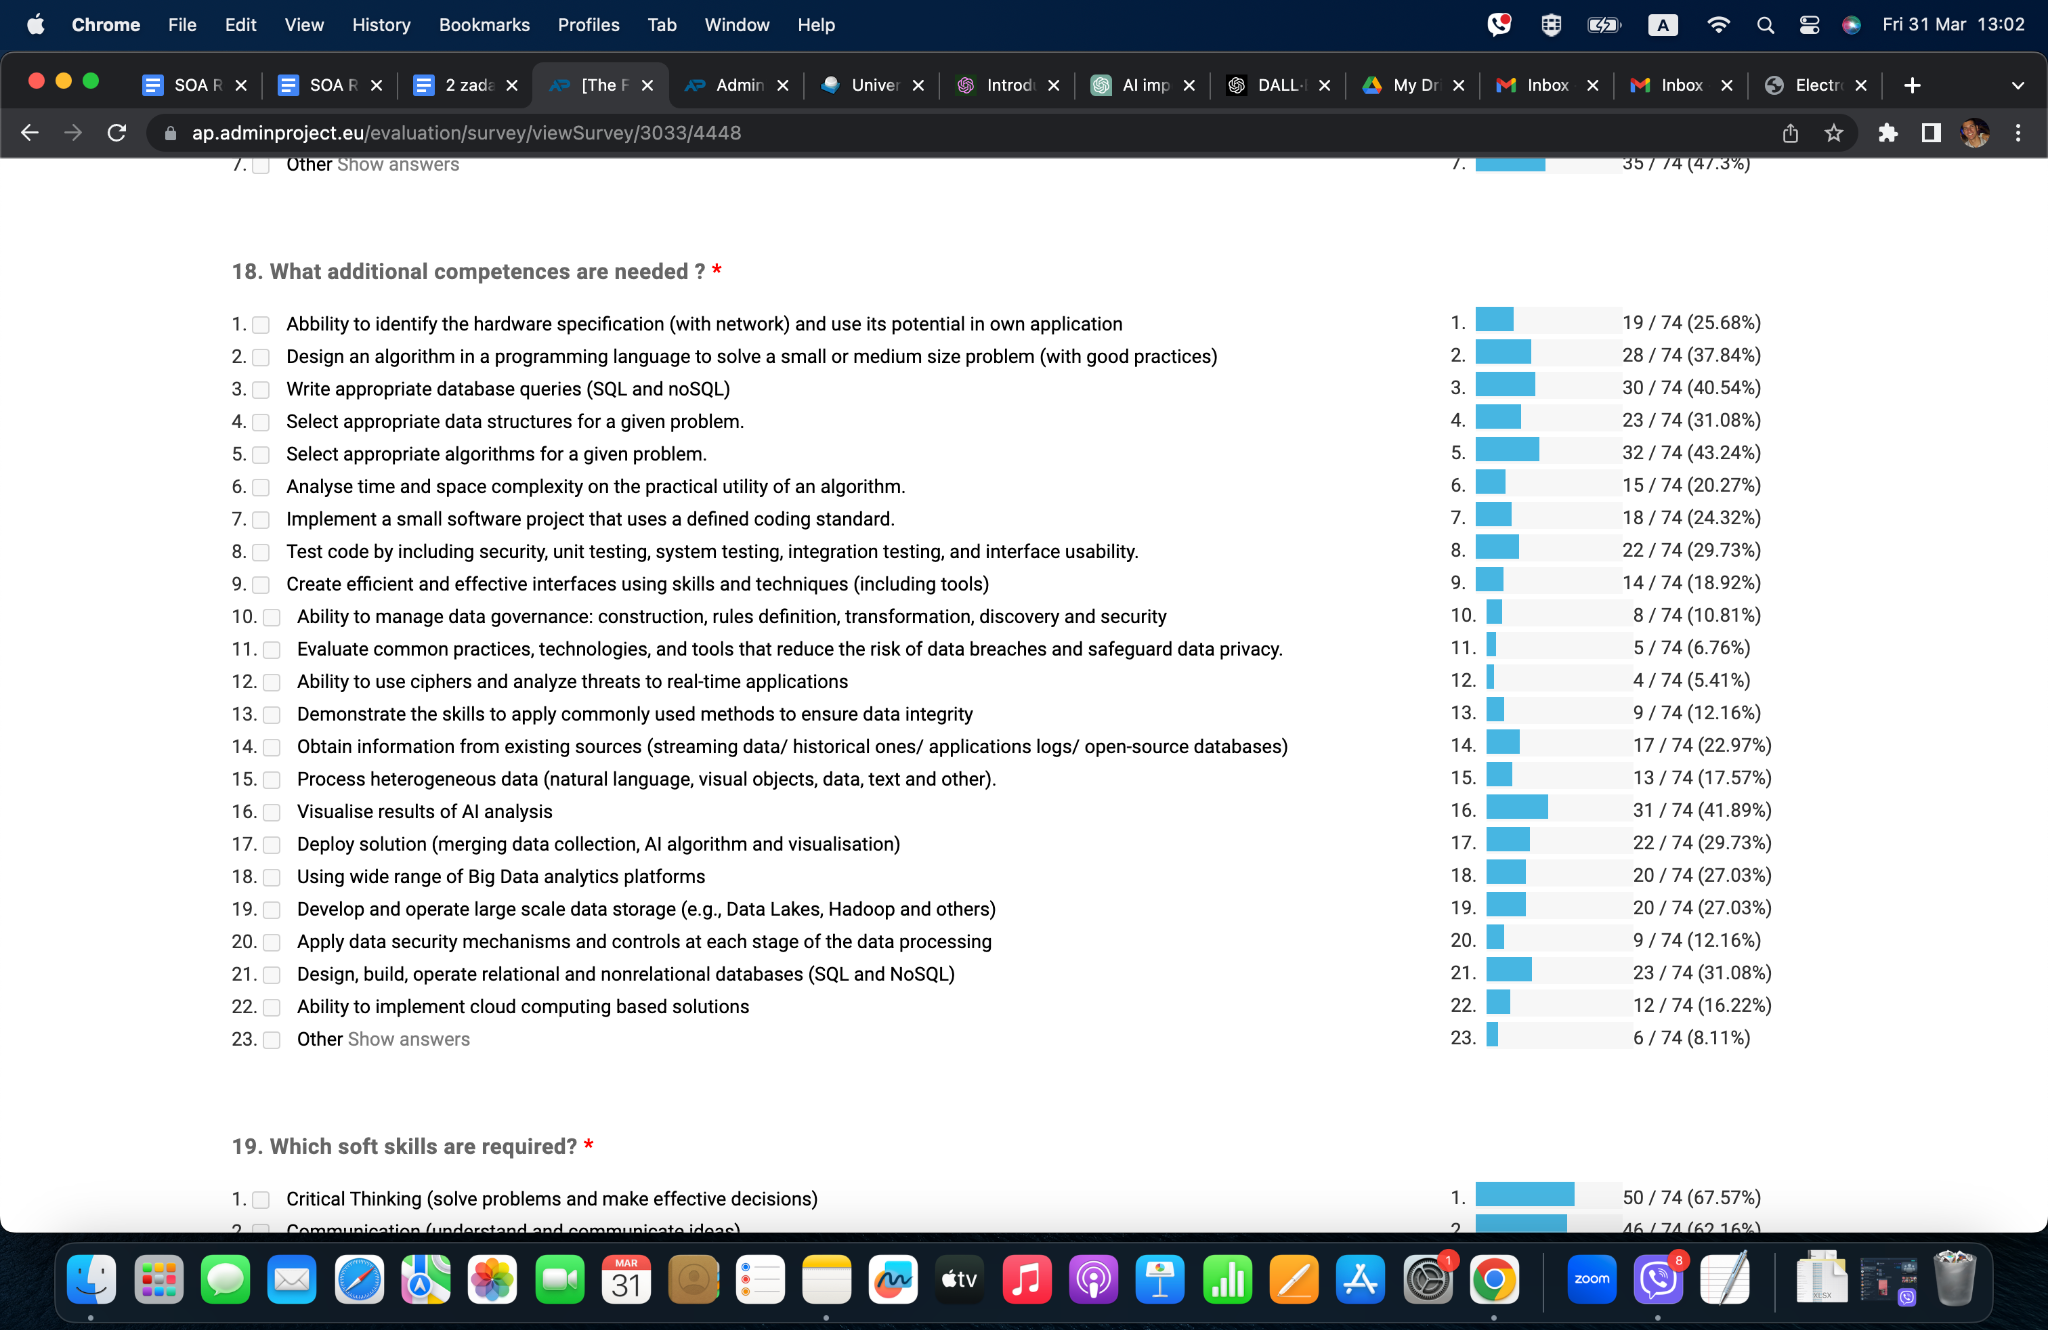 Chrome File Edit View History Bookmarks Profiles Tab Window Help A Fri 31 Mar 13:02
SOA R 2 zada [The F Admin Univer Introd AI imp DALL· My Dri Inbox Inbox Electr
SOA R
ap.adminproject.eu/evaluation/survey/viewSurvey/3033/4448
7. Other Show answers 7. 35 / 74 (47.3%)
18. What additional competences are needed ? *
1. Abbility to identify the hardware specification (with network) and use its potential in own application 1. 19 / 74 (25.68%)
2. Design an algorithm in a programming language to solve a small or medium size problem (with good practices) 2. 28 / 74 (37.84%)
3. Write appropriate database queries (SQL and noSQL) 3. 30 / 74 (40.54%)
4. Select appropriate data structures for a given problem. 4. 23 / 74 (31.08%)
5. Select appropriate algorithms for a given problem. 5. 32 / 74 (43.24%)
6. Analyse time and space complexity on the practical utility of an algorithm. 6. 15 / 74 (20.27%)
7. Implement a small software project that uses a defined coding standard. 7. 18 / 74 (24.32%)
8. Test code by including security, unit testing, system testing, integration testing, and interface usability. 8. 22 / 74 (29.73%)
9. Create efficient and effective interfaces using skills and techniques (including tools) 9. 14 / 74 (18.92%)
10. Ability to manage data governance: construction, rules definition, transformation, discovery and security 10. 8 / 74 (10.81%)
11. Evaluate common practices, technologies, and tools that reduce the risk of data breaches and safeguard data privacy. 11. 5 / 74 (6.76%)
12. Ability to use ciphers and analyze threats to real-time applications 12. 4 / 74 (5.41%)
13. Demonstrate the skills to apply commonly used methods to ensure data integrity 13. 9 / 74 (12.16%)
14. Obtain information from existing sources (streaming data/ historical ones/ applications logs/ open-source databases) 14. 17 / 74 (22.97%)
15. Process heterogeneous data (natural language, visual objects, data, text and other). 15. 13 / 74 (17.57%)
16. Visualise results of AI analysis 16. 31 / 74 (41.89%)
17. Deploy solution (merging data collection, AI algorithm and visualisation) 17. 22 / 74 (29.73%)
18. Using wide range of Big Data analytics platforms 18. 20 / 74 (27.03%)
19. Develop and operate large scale data storage (e.g., Data Lakes, Hadoop and others) 19. 20 / 74 (27.03%)
20. Apply data security mechanisms and controls at each stage of the data processing 20. 9 / 74 (12.16%)
21. Design, build, operate relational and nonrelational databases (SQL and NoSQL) 21. 23 / 74 (31.08%)
22. Ability to implement cloud computing based solutions 22. 12 / 74 (16.22%)
23. Other Show answers 23. 6 / 74 (8.11%)
19. Which soft skills are required? *
1. Critical Thinking (solve problems and make effective decisions) 1. 50 / 74 (67.57%)
2. Communication (understand and communicate ideas) 2. 46 / 74 (62.16%)
MAR
31 tv 1 zoom 8 XLSX